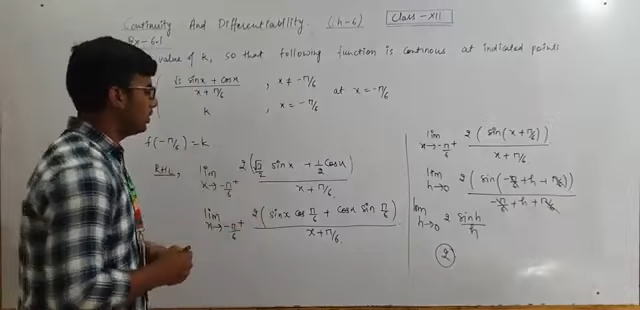 Continuity And Differentiability. (h-6) Class-XII
Ex-6.1
value of k, so that following function is continous at indicated points
√3 sinx + cosx / x + π/6 , x ≠ -π/6 at x = -π/6
k , x = -π/6
f(-π/6) = k
RHL, lim x→-π/6⁺ 2(√3/2 sinx + 1/2 cosx) / x + π/6
lim x→-π/6⁺ 2(sinx cos π/6 + cosx sin π/6) / x + π/6
lim x→-π/6⁺ 2(sin(x + π/6)) / x + π/6
lim h→0 2(sin(-π/6 + h + π/6)) / -π/6 + h + π/6
lim h→0 2 sinh / h
2